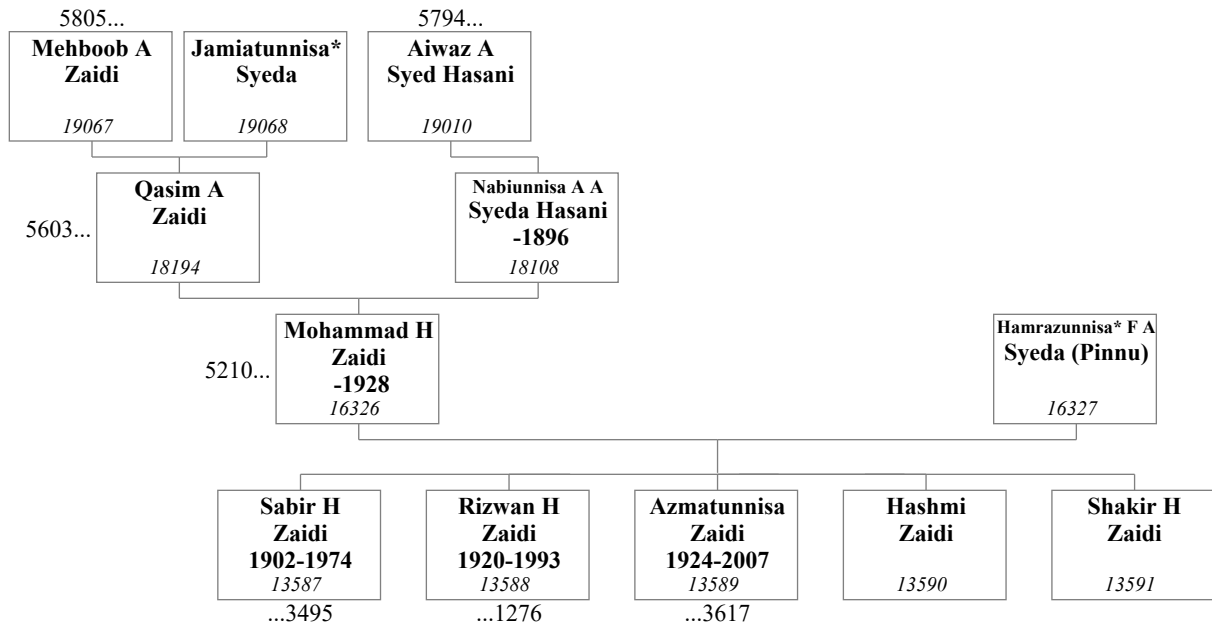 5805...
5794...
Mehboob A
Zaidi
19067
Jamiatunnisa*
Syeda
19068
Aiwaz A
Syed Hasani
19010
5603...
Qasim A
Zaidi
18194
Nabiunnisa A A
Syeda Hasani
-1896
18108
5210...
Mohammad H
Zaidi
-1928
16326
Hamrazunnisa* F A
Syeda (Pinnu)
16327
Sabir H
Zaidi
1902-1974
13587
...3495
Rizwan H
Zaidi
1920-1993
13588
...1276
Azmatunnisa
Zaidi
1924-2007
13589
...3617
Hashmi
Zaidi
13590
Shakir H
Zaidi
13591